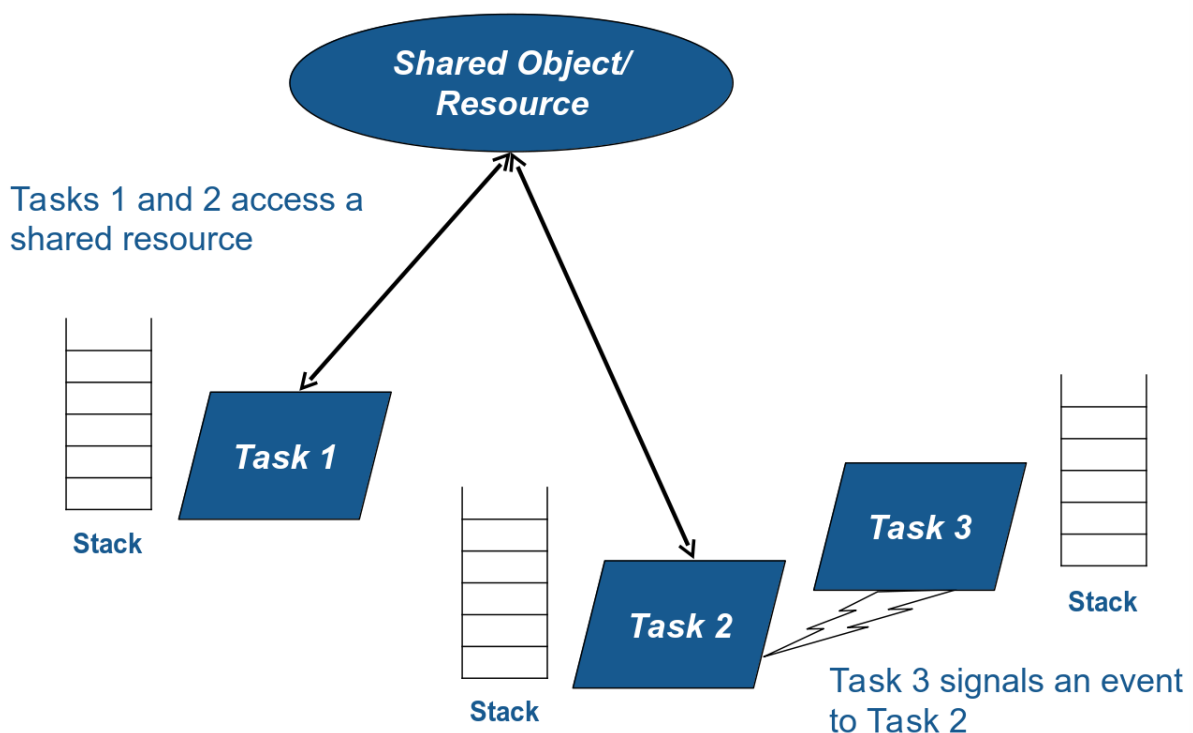 Shared Object/
Resource
Tasks 1 and 2 access a
shared resource
Task 1
Stack
Task 3
Stack
Task 2
Stack
Task 3 signals an event
to Task 2